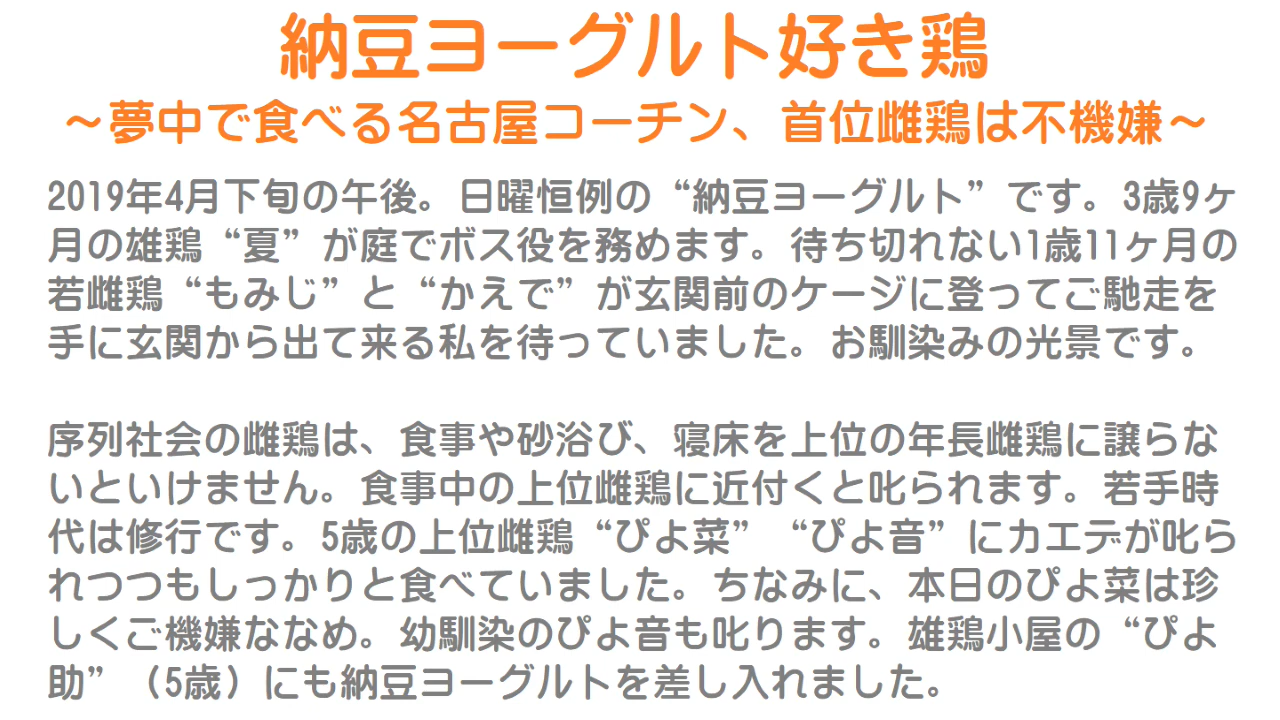 納豆ヨーグルト好き鶏
～夢中で食べる名古屋コーチン、首位雌鶏は不機嫌～
2019年4月下旬の午後。日曜恒例の“納豆ヨーグルト”です。3歳9ヶ
月の雄鶏“夏”が庭でボス役を務めます。待ち切れない1歳11ヶ月の
若雌鶏“もみじ”と“かえで”が玄関前のケージに登ってご馳走を
手に玄関から出て来る私を待っていました。お馴染みの光景です。
序列社会の雌鶏は、食事や砂浴び、寝床を上位の年長雌鶏に譲らな
いといけません。食事中の上位雌鶏に近付くと叱られます。若手時
代は修行です。5歳の上位雌鶏“ぴよ菜”“ぴよ音”にカエデが叱ら
れつつもしっかりと食べていました。ちなみに、本日のぴよ菜は珍
しくご機嫌ななめ。幼馴染のぴよ音も叱ります。雄鶏小屋の“ぴよ
助”（5歳）にも納豆ヨーグルトを差し入れました。